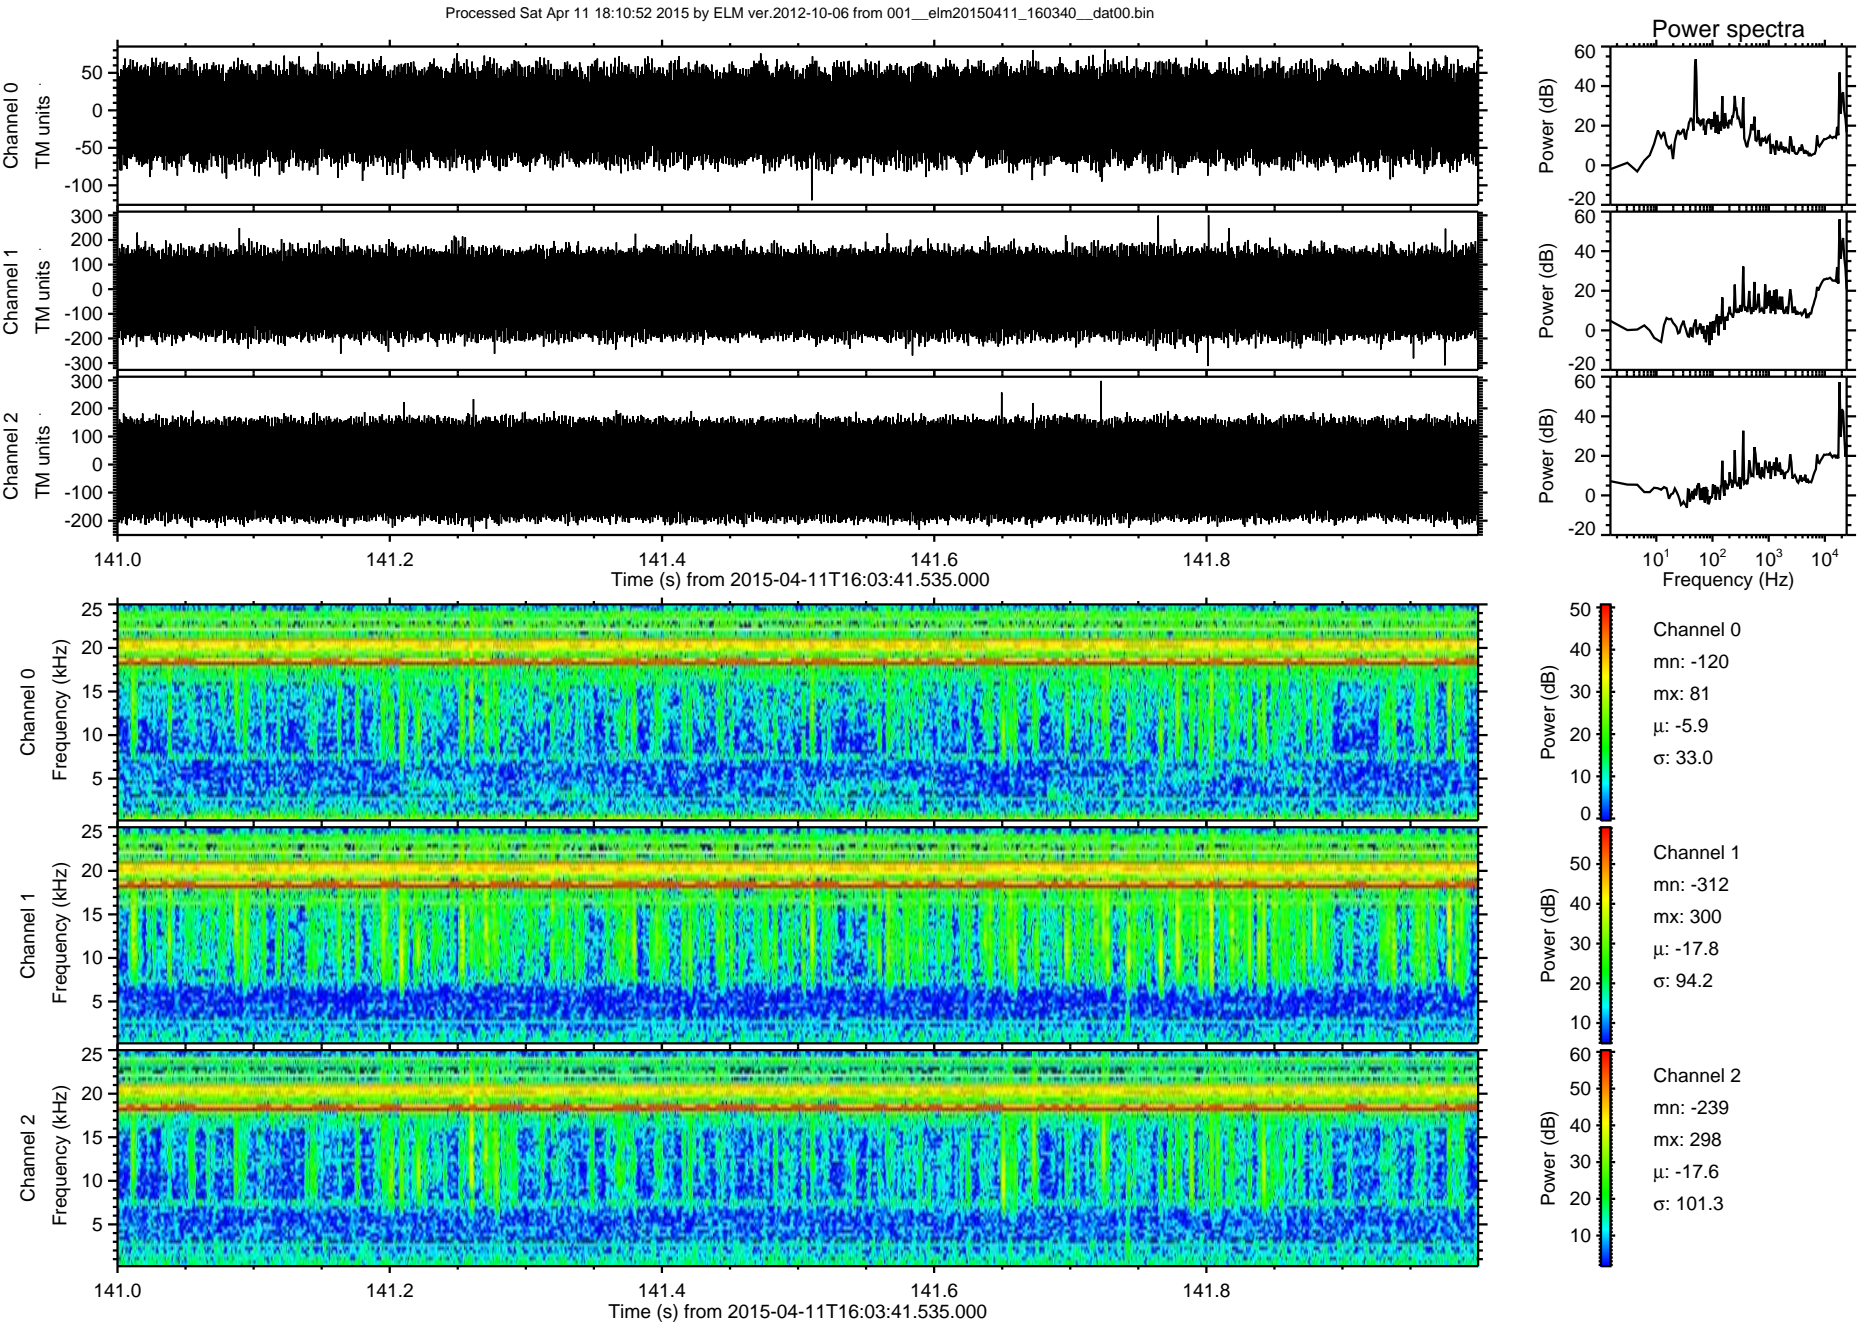 Processed Sat Apr 11 18:10:52 2015 by ELM ver.2012-10-06 from 001__elm20150411_160340__dat00.bin
Power spectra
Channel 0
TM units
50
0
-50
-100
Power (dB)
60
40
20
0
-20
Channel 1
TM units
300
200
100
0
-100
-200
-300
Power (dB)
60
40
20
0
-20
Channel 2
TM units
300
200
100
0
-100
-200
Power (dB)
60
40
20
0
-20
141.0 141.2 141.4 141.6 141.8
Time (s) from 2015-04-11T16:03:41.535.000
10^1 10^2 10^3 10^4
Frequency (Hz)
Channel 0
Frequency (kHz)
25
20
15
10
5
Power (dB)
50
40
30
20
10
0
Channel 0
mn: -120
mx: 81
μ: -5.9
σ: 33.0
Channel 1
Frequency (kHz)
25
20
15
10
5
Power (dB)
50
40
30
20
10
Channel 1
mn: -312
mx: 300
μ: -17.8
σ: 94.2
Channel 2
Frequency (kHz)
25
20
15
10
5
Power (dB)
60
50
40
30
20
10
Channel 2
mn: -239
mx: 298
μ: -17.6
σ: 101.3
141.0 141.2 141.4 141.6 141.8
Time (s) from 2015-04-11T16:03:41.535.000